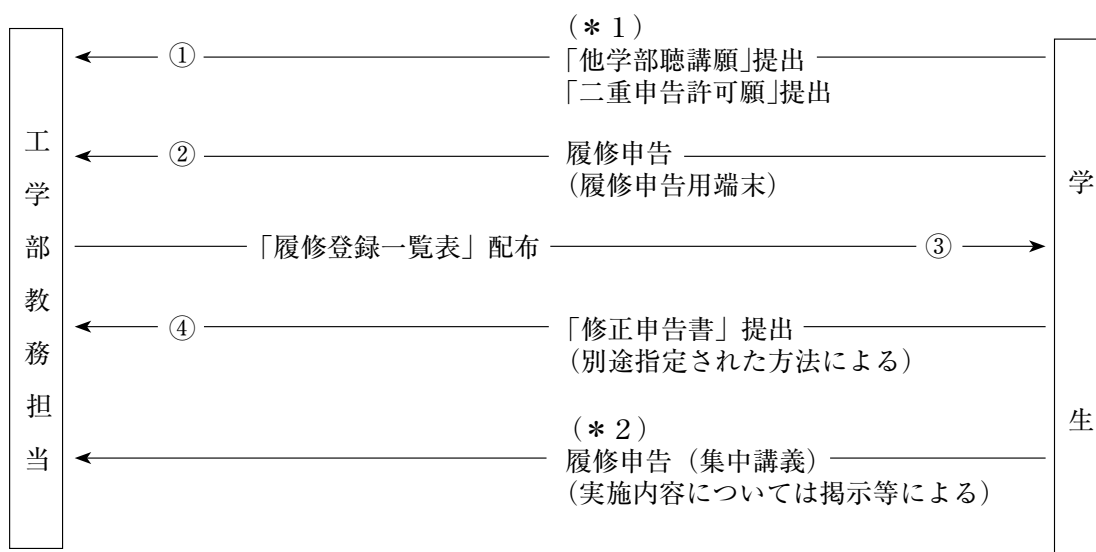 (＊1)
① 「他学部聴講願」提出
「二重申告許可願」提出
② 履修申告
(履修申告用端末)
「履修登録一覧表」配布 ③
④ 「修正申告書」提出
(別途指定された方法による)
(＊2)
履修申告(集中講義)
(実施内容については掲示等による)
工学部教務担当
学生